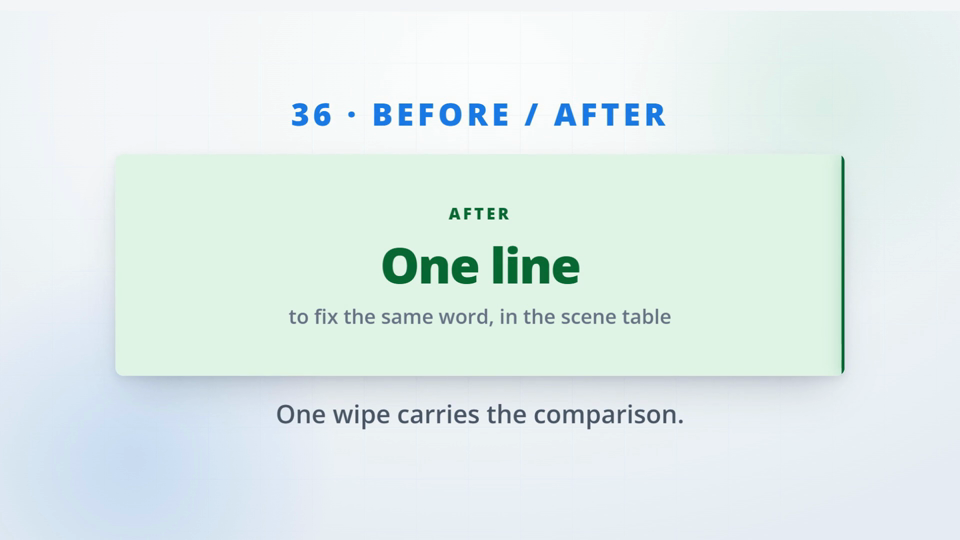 36 · BEFORE / AFTER
AFTER
One line
to fix the same word, in the scene table
One wipe carries the comparison.